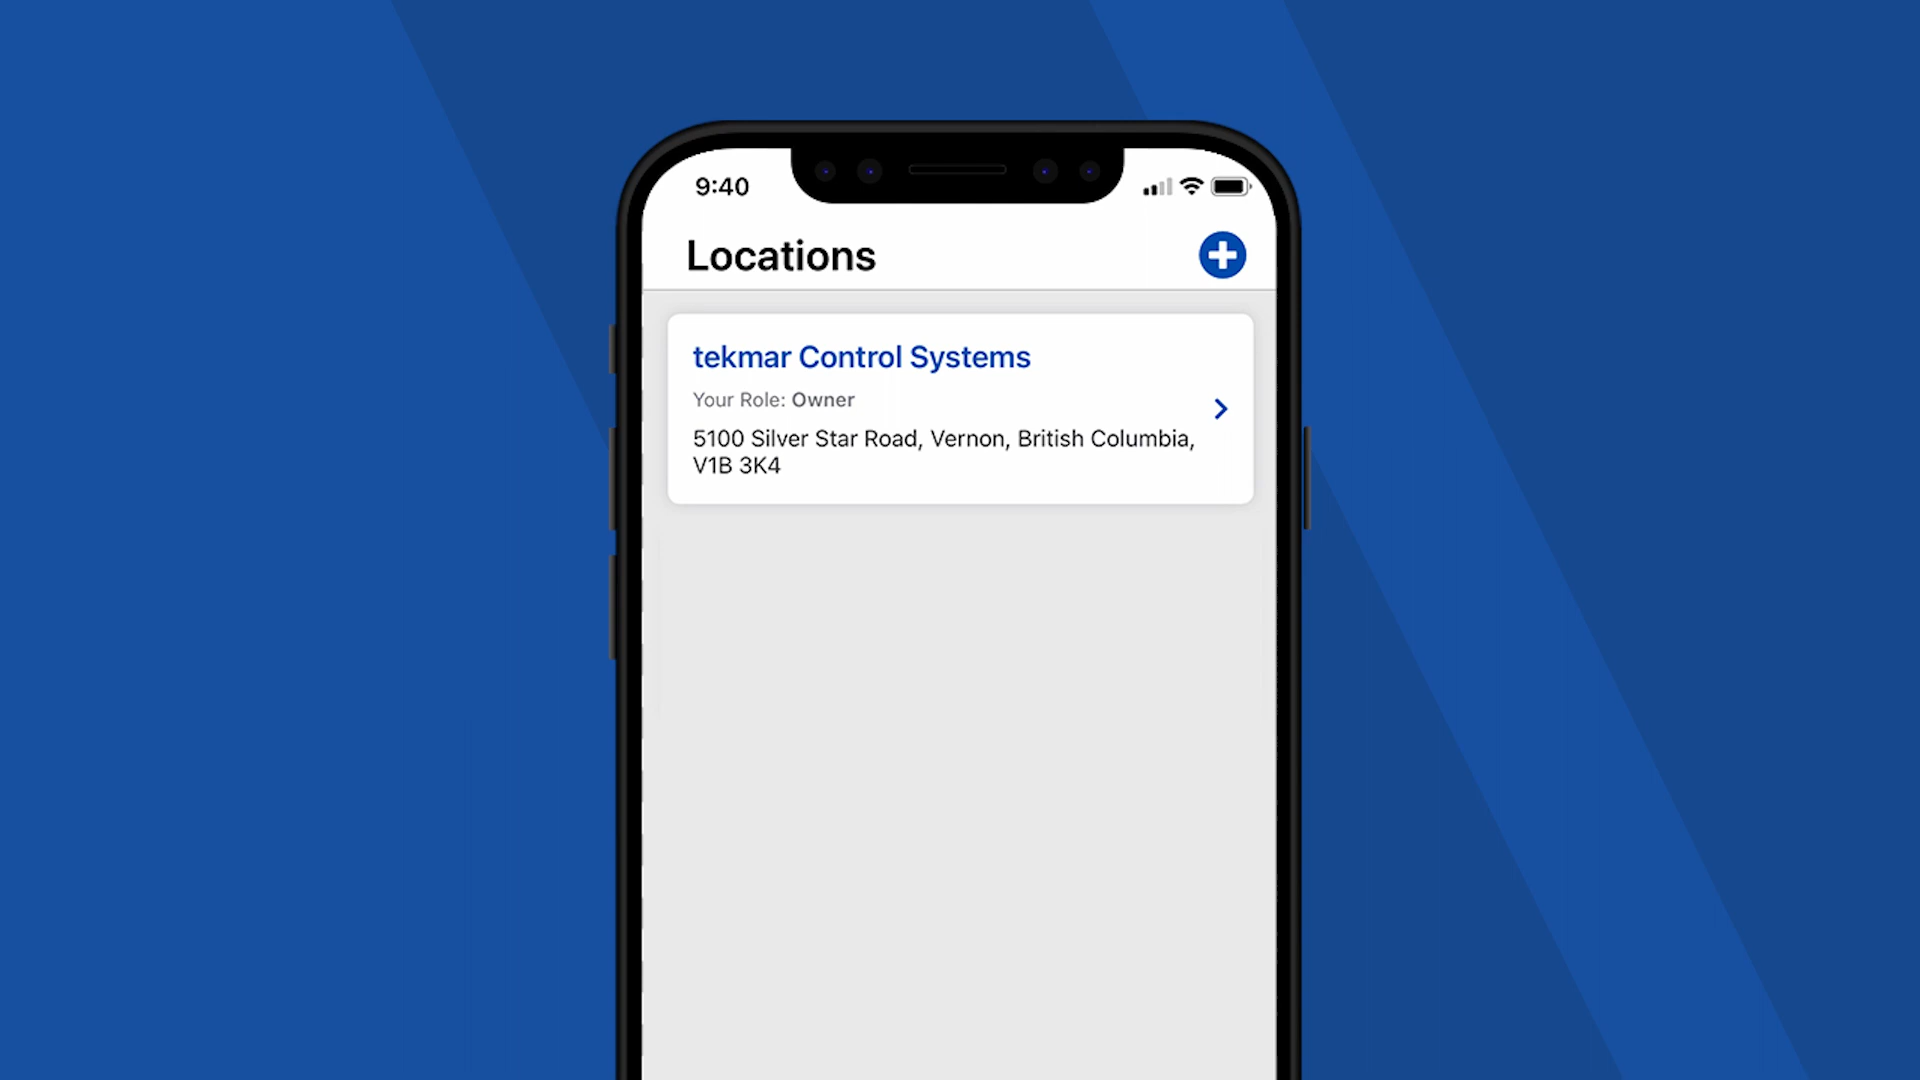 9:40
Locations
tekmar Control Systems
Your Role: Owner
5100 Silver Star Road, Vernon, British Columbia,
V1B 3K4